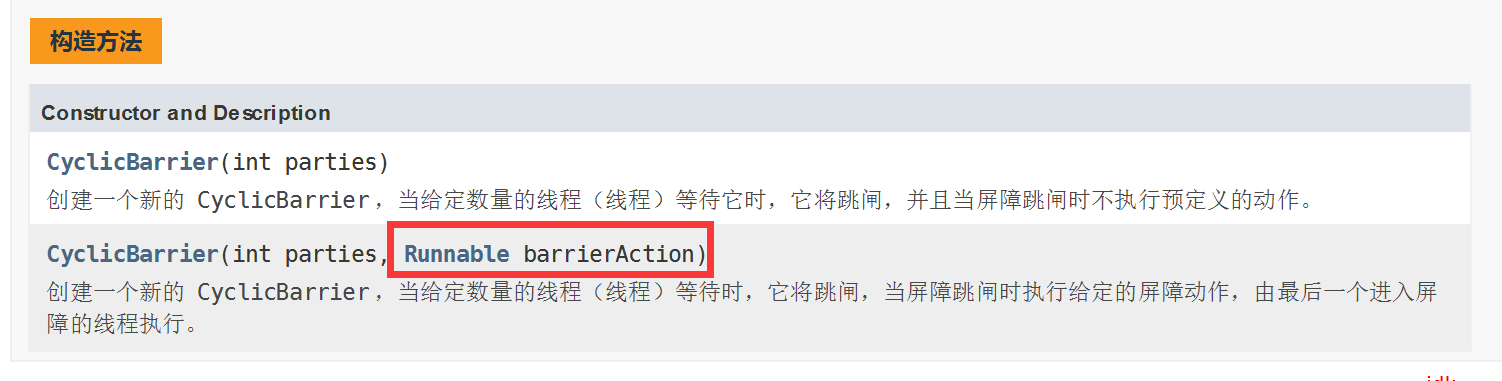 构造方法
Constructor and Description
CyclicBarrier(int parties)
创建一个新的 CyclicBarrier，当给定数量的线程（线程）等待它时，它将跳闸，并且当屏障跳闸时不执行预定义的动作。
CyclicBarrier(int parties, Runnable barrierAction)
创建一个新的 CyclicBarrier，当给定数量的线程（线程）等待时，它将跳闸，当屏障跳闸时执行给定的屏障动作，由最后一个进入屏
障的线程执行。